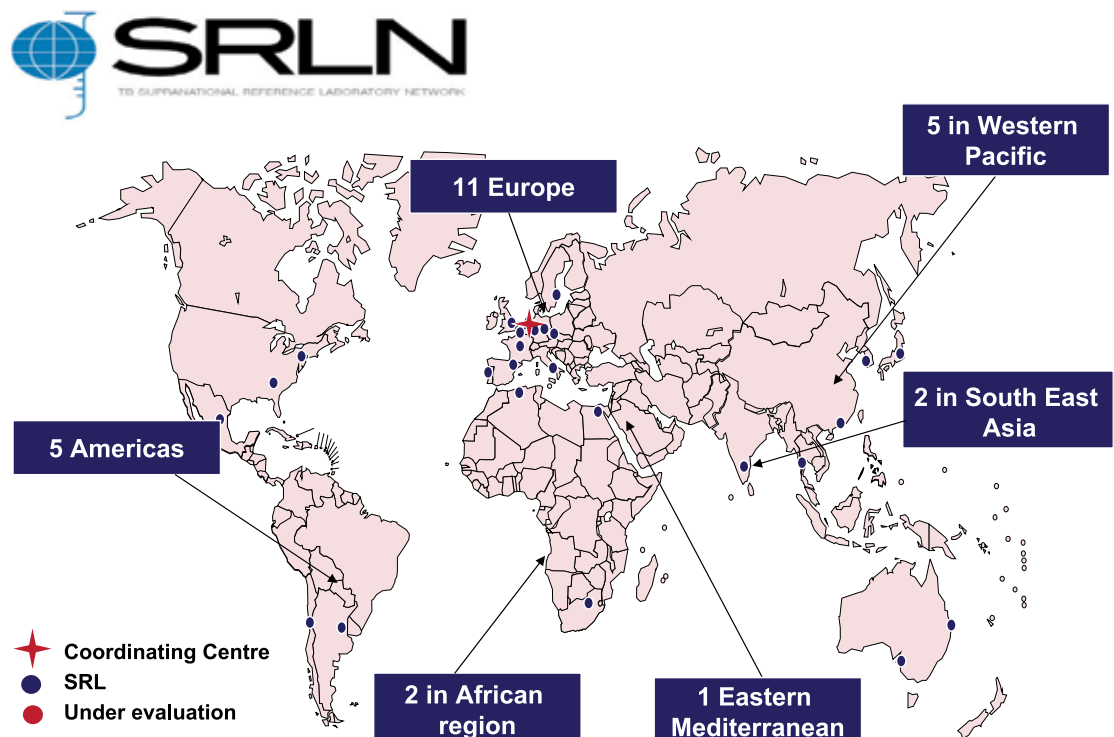 SRLN
TB SUPRANATIONAL REFERENCE LABORATORY NETWORK
5 in Western
Pacific
11 Europe
2 in South East
Asia
5 Americas
Coordinating Centre
SRL
Under evaluation
2 in African
region
1 Eastern
Mediterranean